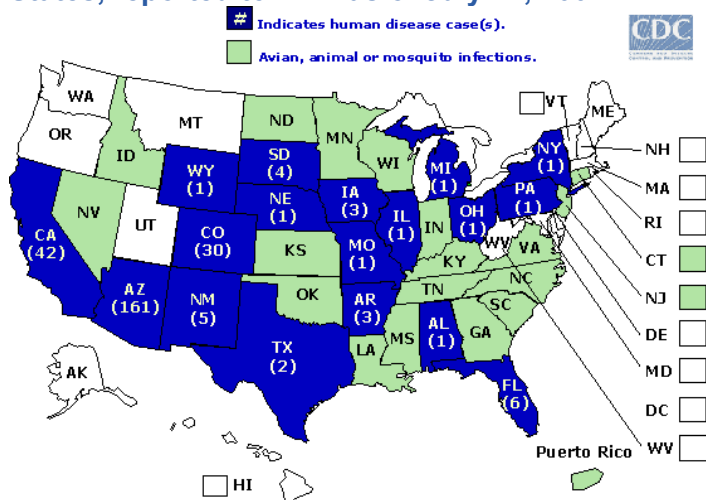 # Indicates human disease case(s).
Avian, animal or mosquito infections.
CDC
WA
OR
MT
ID
ND
MN
VT
ME
NH
MA
RI
CT
NJ
DE
MD
DC
WV
WY
(1)
SD
(4)
WI
MI
(1)
NY
(1)
NV
UT
NE
(1)
IA
(3)
IL
(1)
IN
OH
(1)
PA
(1)
CA
(42)
CO
(30)
KS
MO
(1)
KY
WV
VA
AZ
(161)
NM
(5)
OK
AR
(3)
TN
NC
SC
TX
(2)
LA
MS
AL
(1)
GA
FL
(6)
AK
HI
Puerto Rico